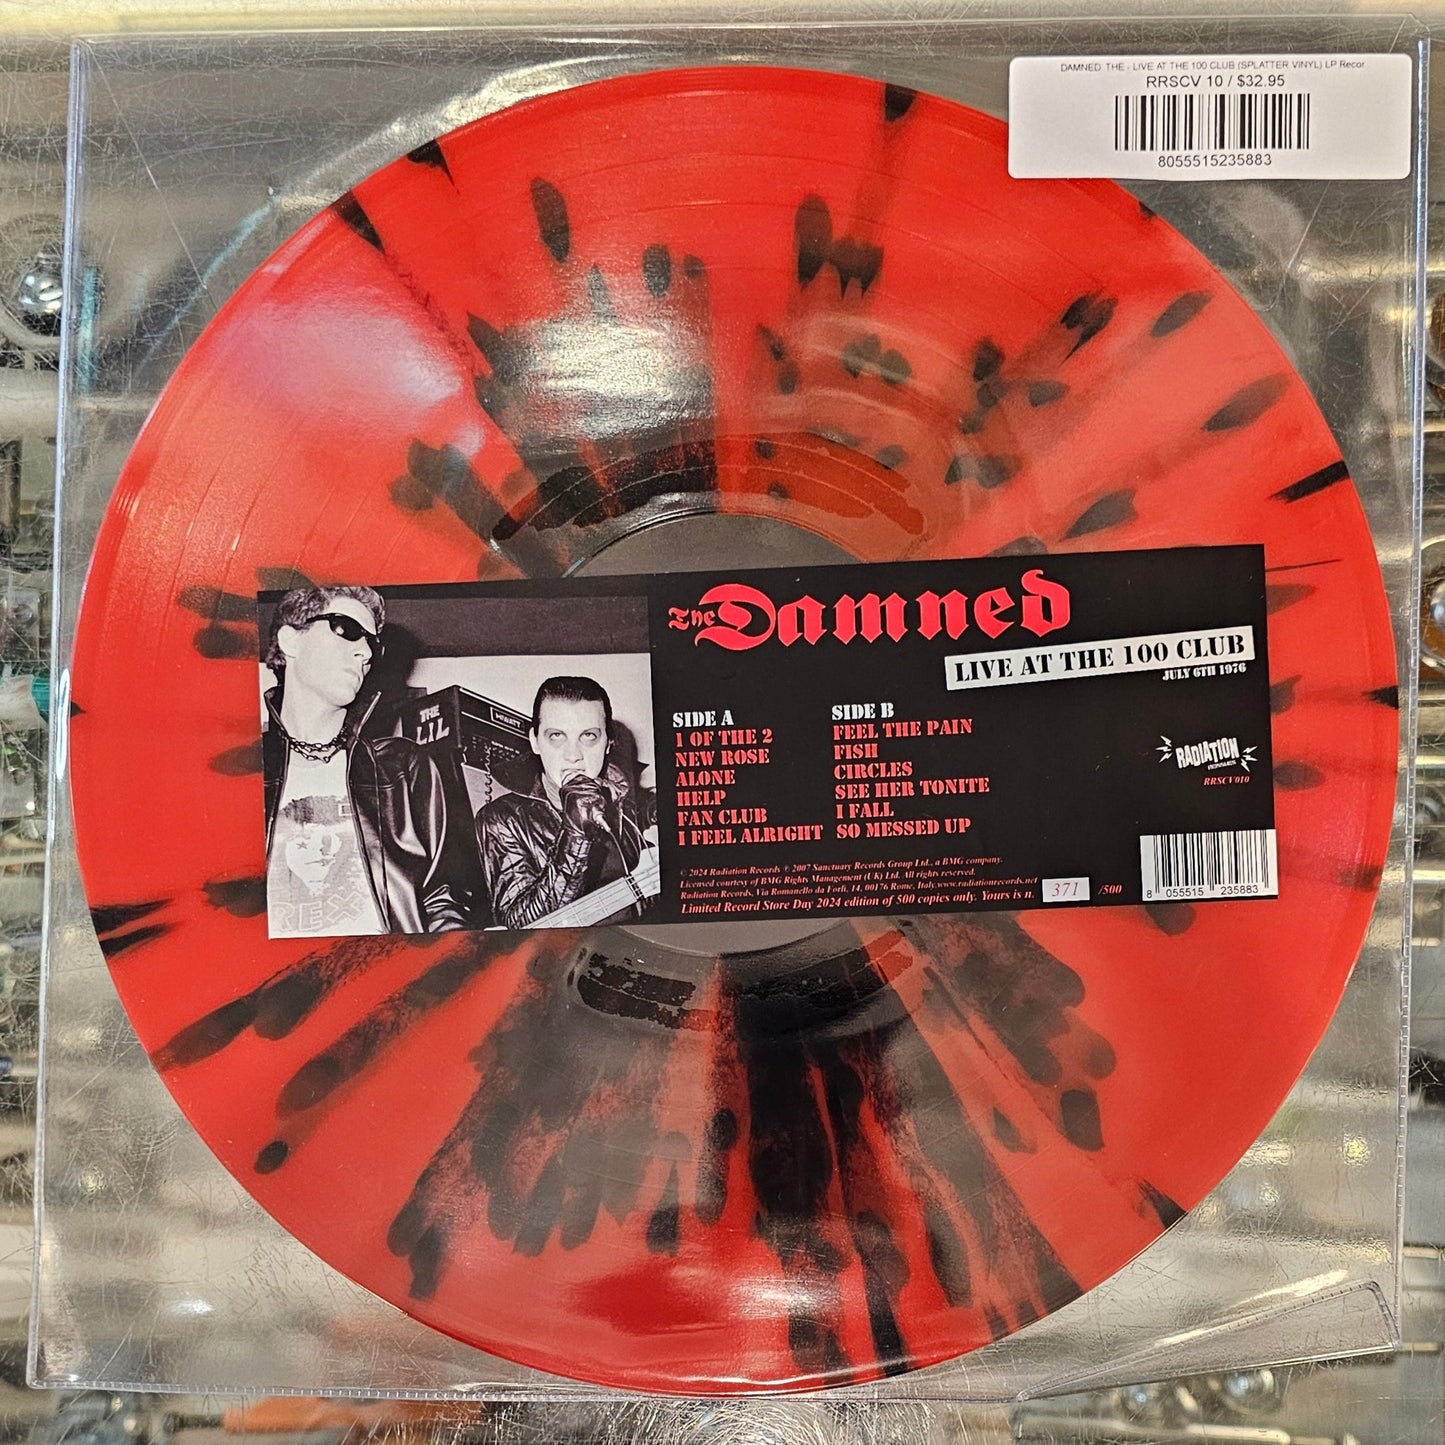 DAMNED THE - LIVE AT THE 100 CLUB (SPLATTER VINYL) LP Recor
RRSCV 10 / $32.95
8055515235883
The Damned
LIVE AT THE 100 CLUB
JULY 6TH 1976
SIDE A
1 OF THE 2
NEW ROSE
ALONE
HELP
FAN CLUB
I FEEL ALRIGHT
SIDE B
FEEL THE PAIN
FISH
CIRCLES
SEE HER TONITE
I FALL
SO MESSED UP
RADIATION
RECORDS
RRSCV010
THE
LIL
HIWATT
REX
© 2024 Radiation Records ℗ 2007 Sanctuary Records Group Ltd., a BMG company.
Licensed courtesy of BMG Rights Management (UK) Ltd. All rights reserved.
Radiation Records, Via Romanello da Forlì, 14, 00176 Rome, Italy.www.radiationrecords.net
Limited Record Store Day 2024 edition of 500 copies only. Yours is n. 371 /500
8 055515 235883